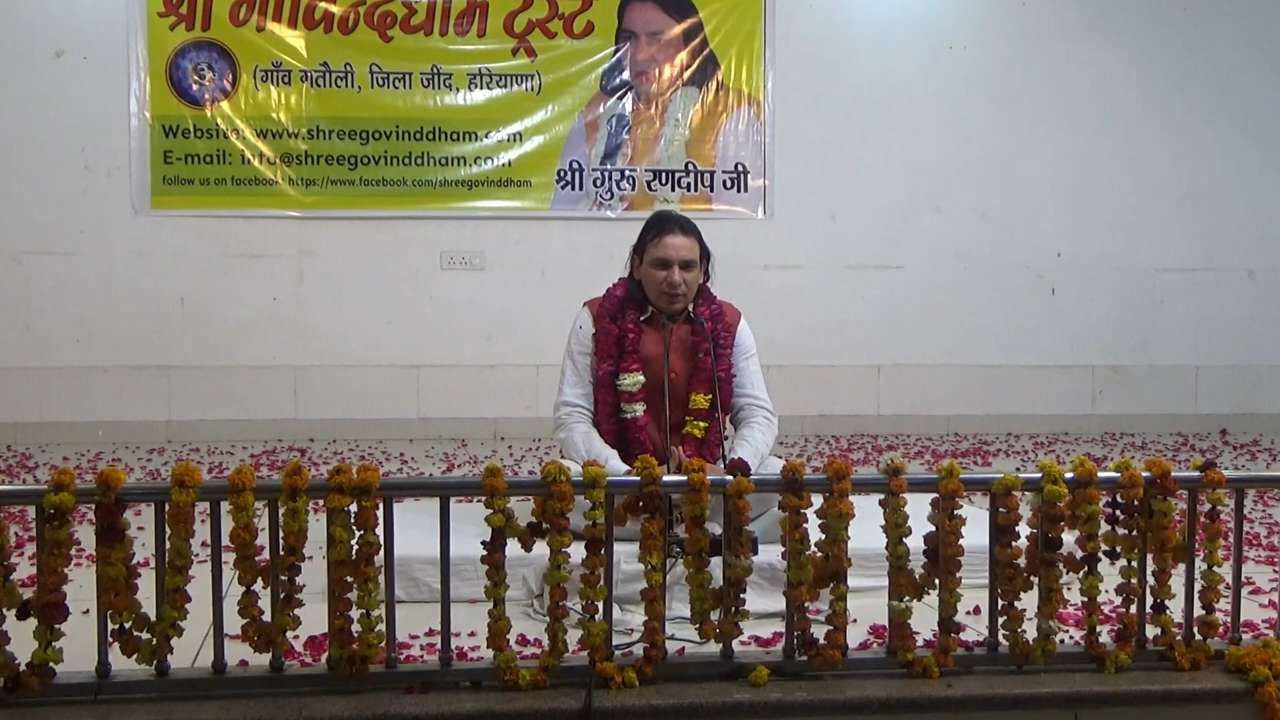 श्री गोविन्दधाम ट्रस्ट
(गाँव गतौली, जिला जींद, हरियाणा)
Website: www.shreegovinddham.com
E-mail: info@shreegovinddham.com
follow us on facebook: https://www.facebook.com/shreegovinddham
श्री गुरू रणदीप जी